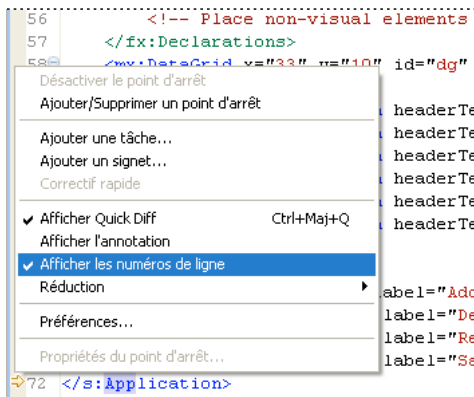 56 <!-- Place non-visual elements
57 </fx:Declarations>
58 <mx:DataGrid x="33" y="10" id="dg"
Désactiver le point d'arrêt
Ajouter/Supprimer un point d'arrêt
headerTe
Ajouter une tâche...
headerTe
Ajouter un signet...
headerTe
Correctif rapide
headerTe
headerTe
Afficher Quick Diff Ctrl+Maj+Q
headerTe
Afficher l'annotation
Afficher les numéros de ligne
Réduction
abel="Add
Préférences...
label="De
label="Re
Propriétés du point d'arrêt...
label="Sa
72 </s:Application>